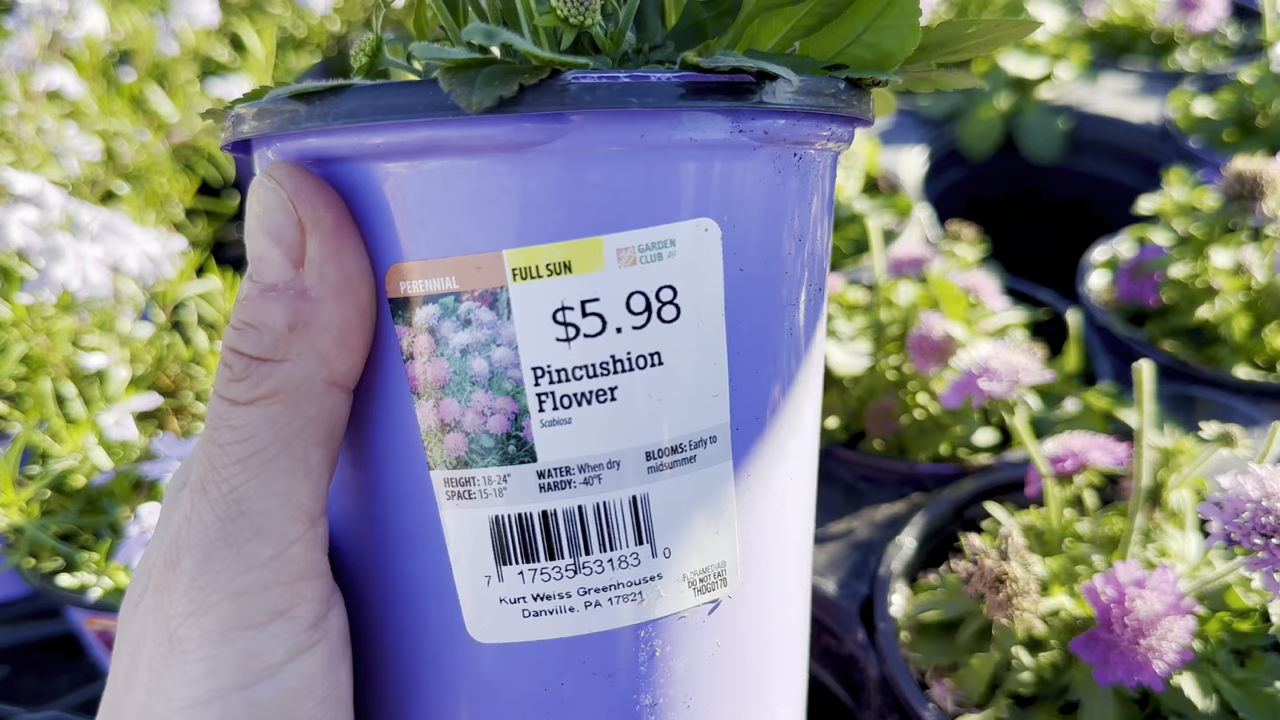 PERENNIAL
FULL SUN
GARDEN
CLUB
$5.98
Pincushion
Flower
Scabiosa
HEIGHT: 18-24"
SPACE: 15-18"
WATER: When dry
HARDY: -40°F
BLOOMS: Early to
midsummer
7 17535 53183 0
Kurt Weiss Greenhouses
Danville, PA 17821
FLORAMEDIA®
DO NOT EAT!
THDG0170